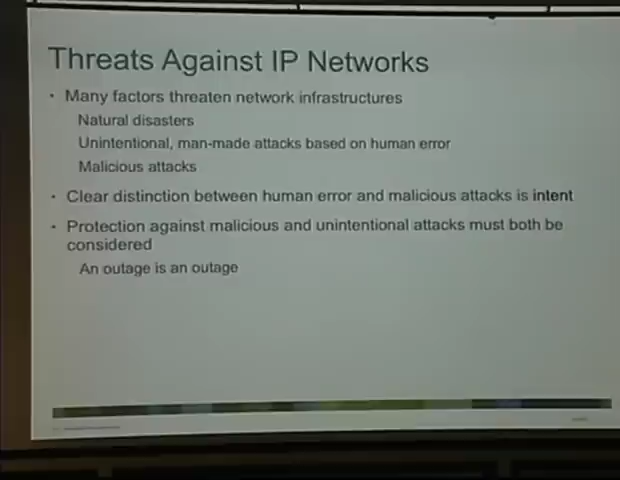 Threats Against IP Networks
• Many factors threaten network infrastructures
Natural disasters
Unintentional, man-made attacks based on human error
Malicious attacks
• Clear distinction between human error and malicious attacks is intent
• Protection against malicious and unintentional attacks must both be
considered
An outage is an outage